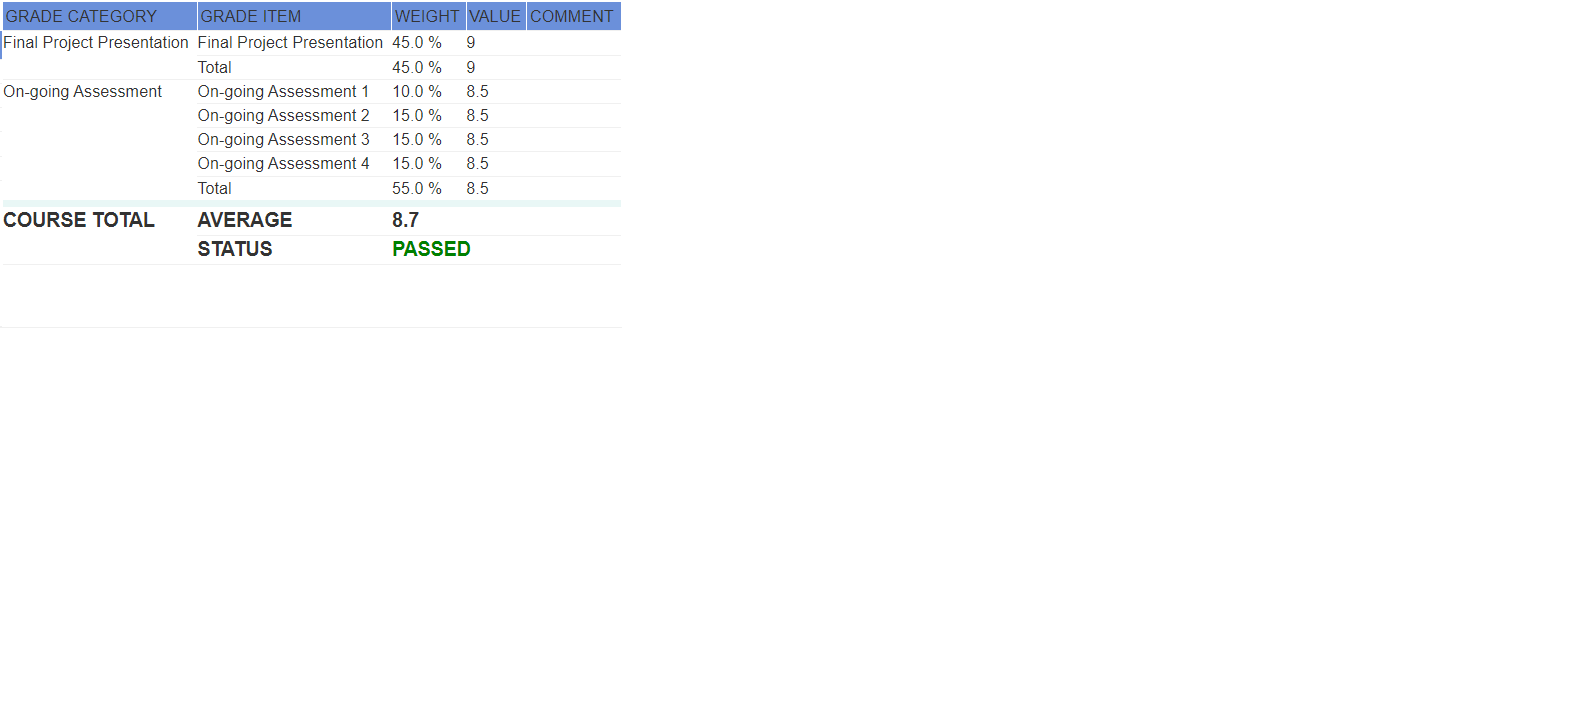 GRADE CATEGORY GRADE ITEM WEIGHT VALUE COMMENT
Final Project Presentation Final Project Presentation 45.0 % 9
Total 45.0 % 9
On-going Assessment On-going Assessment 1 10.0 % 8.5
On-going Assessment 2 15.0 % 8.5
On-going Assessment 3 15.0 % 8.5
On-going Assessment 4 15.0 % 8.5
Total 55.0 % 8.5
COURSE TOTAL AVERAGE 8.7
STATUS PASSED